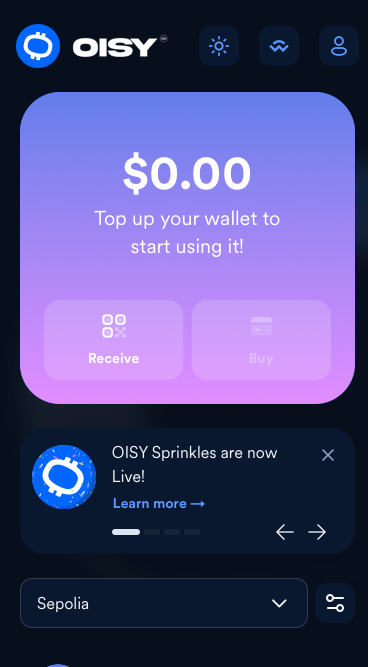 OISY
$0.00
Top up your wallet to
start using it!
Receive
Buy
OISY Sprinkles are now
Live!
Learn more →
Sepolia